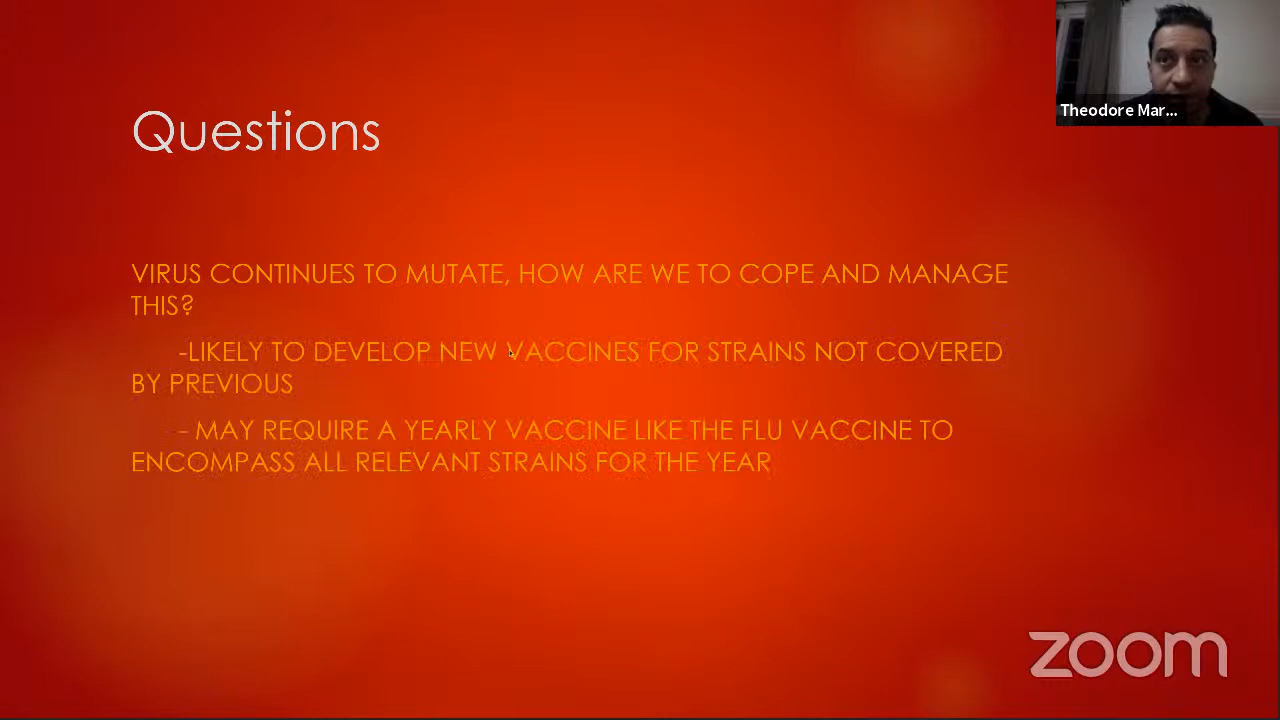 Theodore Mar...
Questions
VIRUS CONTINUES TO MUTATE, HOW ARE WE TO COPE AND MANAGE
THIS?
-LIKELY TO DEVELOP NEW VACCINES FOR STRAINS NOT COVERED
BY PREVIOUS
- MAY REQUIRE A YEARLY VACCINE LIKE THE FLU VACCINE TO
ENCOMPASS ALL RELEVANT STRAINS FOR THE YEAR
zoom